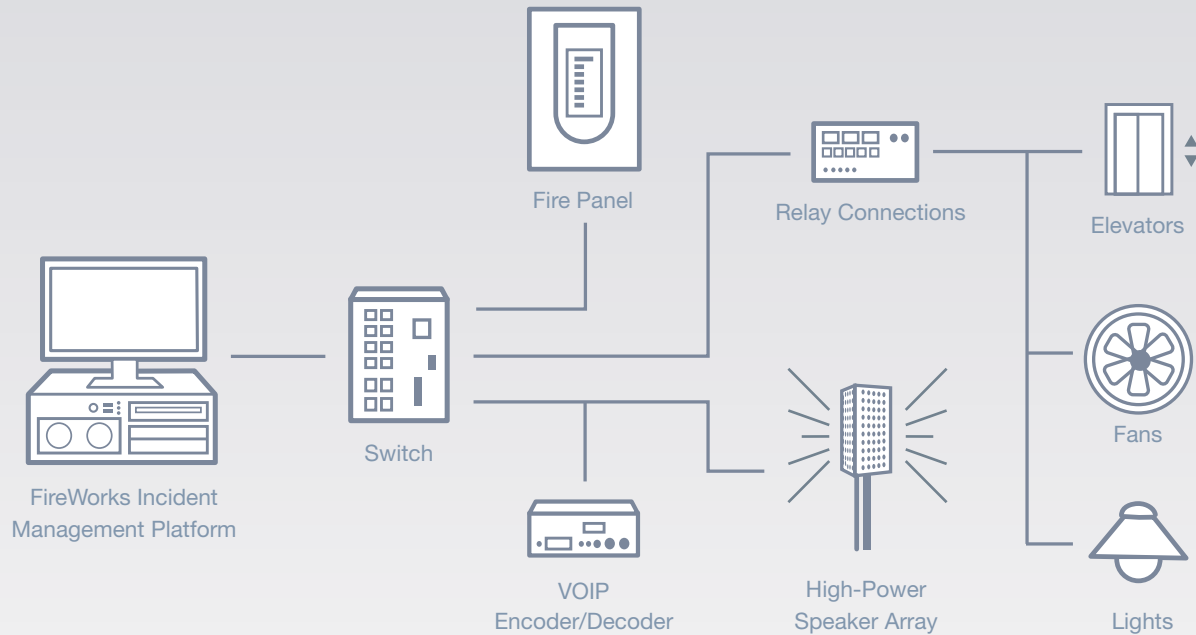 Fire Panel
Relay Connections
Elevators
Switch
Fans
FireWorks Incident
Management Platform
VOIP
Encoder/Decoder
High-Power
Speaker Array
Lights